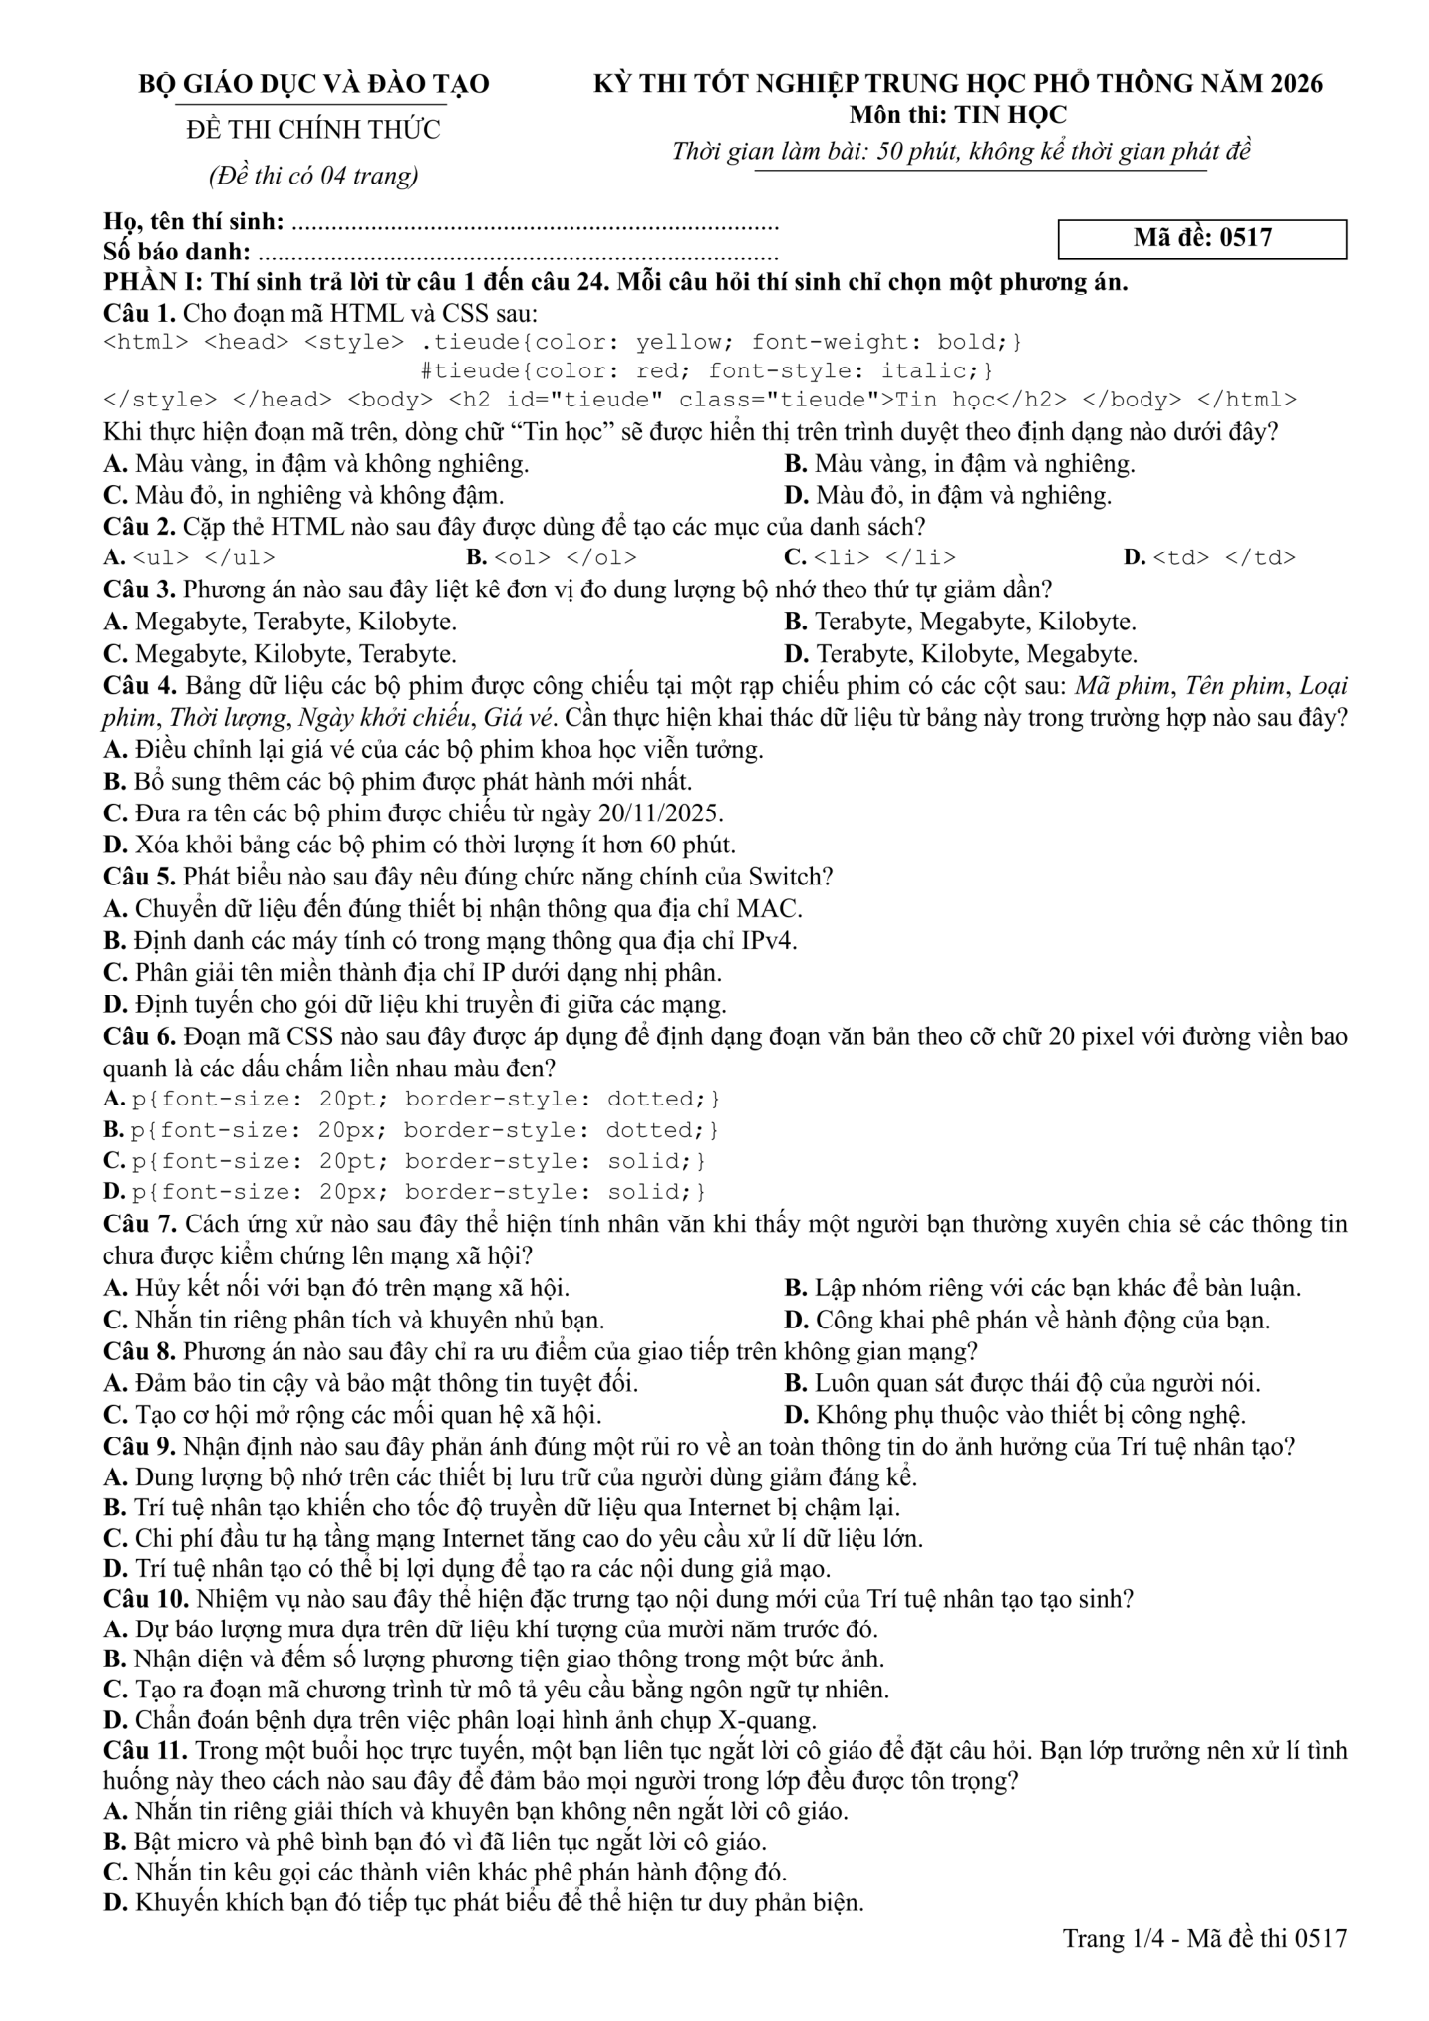 BỘ GIÁO DỤC VÀ ĐÀO TẠO
ĐỀ THI CHÍNH THỨC
(Đề thi có 04 trang)
KỲ THI TỐT NGHIỆP TRUNG HỌC PHỔ THÔNG NĂM 2026
Môn thi: TIN HỌC
Thời gian làm bài: 50 phút, không kể thời gian phát đề
Họ, tên thí sinh: ..........................................................................
Số báo danh: ...............................................................................
Mã đề: 0517
PHẦN I: Thí sinh trả lời từ câu 1 đến câu 24. Mỗi câu hỏi thí sinh chỉ chọn một phương án.
Câu 1. Cho đoạn mã HTML và CSS sau:
<html> <head> <style> .tieude{color: yellow; font-weight: bold;}
#tieude{color: red; font-style: italic;}
</style> </head> <body> <h2 id="tieude" class="tieude">Tin học</h2> </body> </html>
Khi thực hiện đoạn mã trên, dòng chữ “Tin học” sẽ được hiển thị trên trình duyệt theo định dạng nào dưới đây?
A. Màu vàng, in đậm và không nghiêng. B. Màu vàng, in đậm và nghiêng.
C. Màu đỏ, in nghiêng và không đậm. D. Màu đỏ, in đậm và nghiêng.
Câu 2. Cặp thẻ HTML nào sau đây được dùng để tạo các mục của danh sách?
A. <ul> </ul> B. <ol> </ol> C. <li> </li> D. <td> </td>
Câu 3. Phương án nào sau đây liệt kê đơn vị đo dung lượng bộ nhớ theo thứ tự giảm dần?
A. Megabyte, Terabyte, Kilobyte. B. Terabyte, Megabyte, Kilobyte.
C. Megabyte, Kilobyte, Terabyte. D. Terabyte, Kilobyte, Megabyte.
Câu 4. Bảng dữ liệu các bộ phim được công chiếu tại một rạp chiếu phim có các cột sau: Mã phim, Tên phim, Loại
phim, Thời lượng, Ngày khởi chiếu, Giá vé. Cần thực hiện khai thác dữ liệu từ bảng này trong trường hợp nào sau đây?
A. Điều chỉnh lại giá vé của các bộ phim khoa học viễn tưởng.
B. Bổ sung thêm các bộ phim được phát hành mới nhất.
C. Đưa ra tên các bộ phim được chiếu từ ngày 20/11/2025.
D. Xóa khỏi bảng các bộ phim có thời lượng ít hơn 60 phút.
Câu 5. Phát biểu nào sau đây nêu đúng chức năng chính của Switch?
A. Chuyển dữ liệu đến đúng thiết bị nhận thông qua địa chỉ MAC.
B. Định danh các máy tính có trong mạng thông qua địa chỉ IPv4.
C. Phân giải tên miền thành địa chỉ IP dưới dạng nhị phân.
D. Định tuyến cho gói dữ liệu khi truyền đi giữa các mạng.
Câu 6. Đoạn mã CSS nào sau đây được áp dụng để định dạng đoạn văn bản theo cỡ chữ 20 pixel với đường viền bao
quanh là các dấu chấm liền nhau màu đen?
A. p{font-size: 20pt; border-style: dotted;}
B. p{font-size: 20px; border-style: dotted;}
C. p{font-size: 20pt; border-style: solid;}
D. p{font-size: 20px; border-style: solid;}
Câu 7. Cách ứng xử nào sau đây thể hiện tính nhân văn khi thấy một người bạn thường xuyên chia sẻ các thông tin
chưa được kiểm chứng lên mạng xã hội?
A. Hủy kết nối với bạn đó trên mạng xã hội. B. Lập nhóm riêng với các bạn khác để bàn luận.
C. Nhắn tin riêng phân tích và khuyên nhủ bạn. D. Công khai phê phán về hành động của bạn.
Câu 8. Phương án nào sau đây chỉ ra ưu điểm của giao tiếp trên không gian mạng?
A. Đảm bảo tin cậy và bảo mật thông tin tuyệt đối. B. Luôn quan sát được thái độ của người nói.
C. Tạo cơ hội mở rộng các mối quan hệ xã hội. D. Không phụ thuộc vào thiết bị công nghệ.
Câu 9. Nhận định nào sau đây phản ánh đúng một rủi ro về an toàn thông tin do ảnh hưởng của Trí tuệ nhân tạo?
A. Dung lượng bộ nhớ trên các thiết bị lưu trữ của người dùng giảm đáng kể.
B. Trí tuệ nhân tạo khiến cho tốc độ truyền dữ liệu qua Internet bị chậm lại.
C. Chi phí đầu tư hạ tầng mạng Internet tăng cao do yêu cầu xử lí dữ liệu lớn.
D. Trí tuệ nhân tạo có thể bị lợi dụng để tạo ra các nội dung giả mạo.
Câu 10. Nhiệm vụ nào sau đây thể hiện đặc trưng tạo nội dung mới của Trí tuệ nhân tạo tạo sinh?
A. Dự báo lượng mưa dựa trên dữ liệu khí tượng của mười năm trước đó.
B. Nhận diện và đếm số lượng phương tiện giao thông trong một bức ảnh.
C. Tạo ra đoạn mã chương trình từ mô tả yêu cầu bằng ngôn ngữ tự nhiên.
D. Chẩn đoán bệnh dựa trên việc phân loại hình ảnh chụp X-quang.
Câu 11. Trong một buổi học trực tuyến, một bạn liên tục ngắt lời cô giáo để đặt câu hỏi. Bạn lớp trưởng nên xử lí tình
huống này theo cách nào sau đây để đảm bảo mọi người trong lớp đều được tôn trọng?
A. Nhắn tin riêng giải thích và khuyên bạn không nên ngắt lời cô giáo.
B. Bật micro và phê bình bạn đó vì đã liên tục ngắt lời cô giáo.
C. Nhắn tin kêu gọi các thành viên khác phê phán hành động đó.
D. Khuyến khích bạn đó tiếp tục phát biểu để thể hiện tư duy phản biện.
Trang 1/4 - Mã đề thi 0517